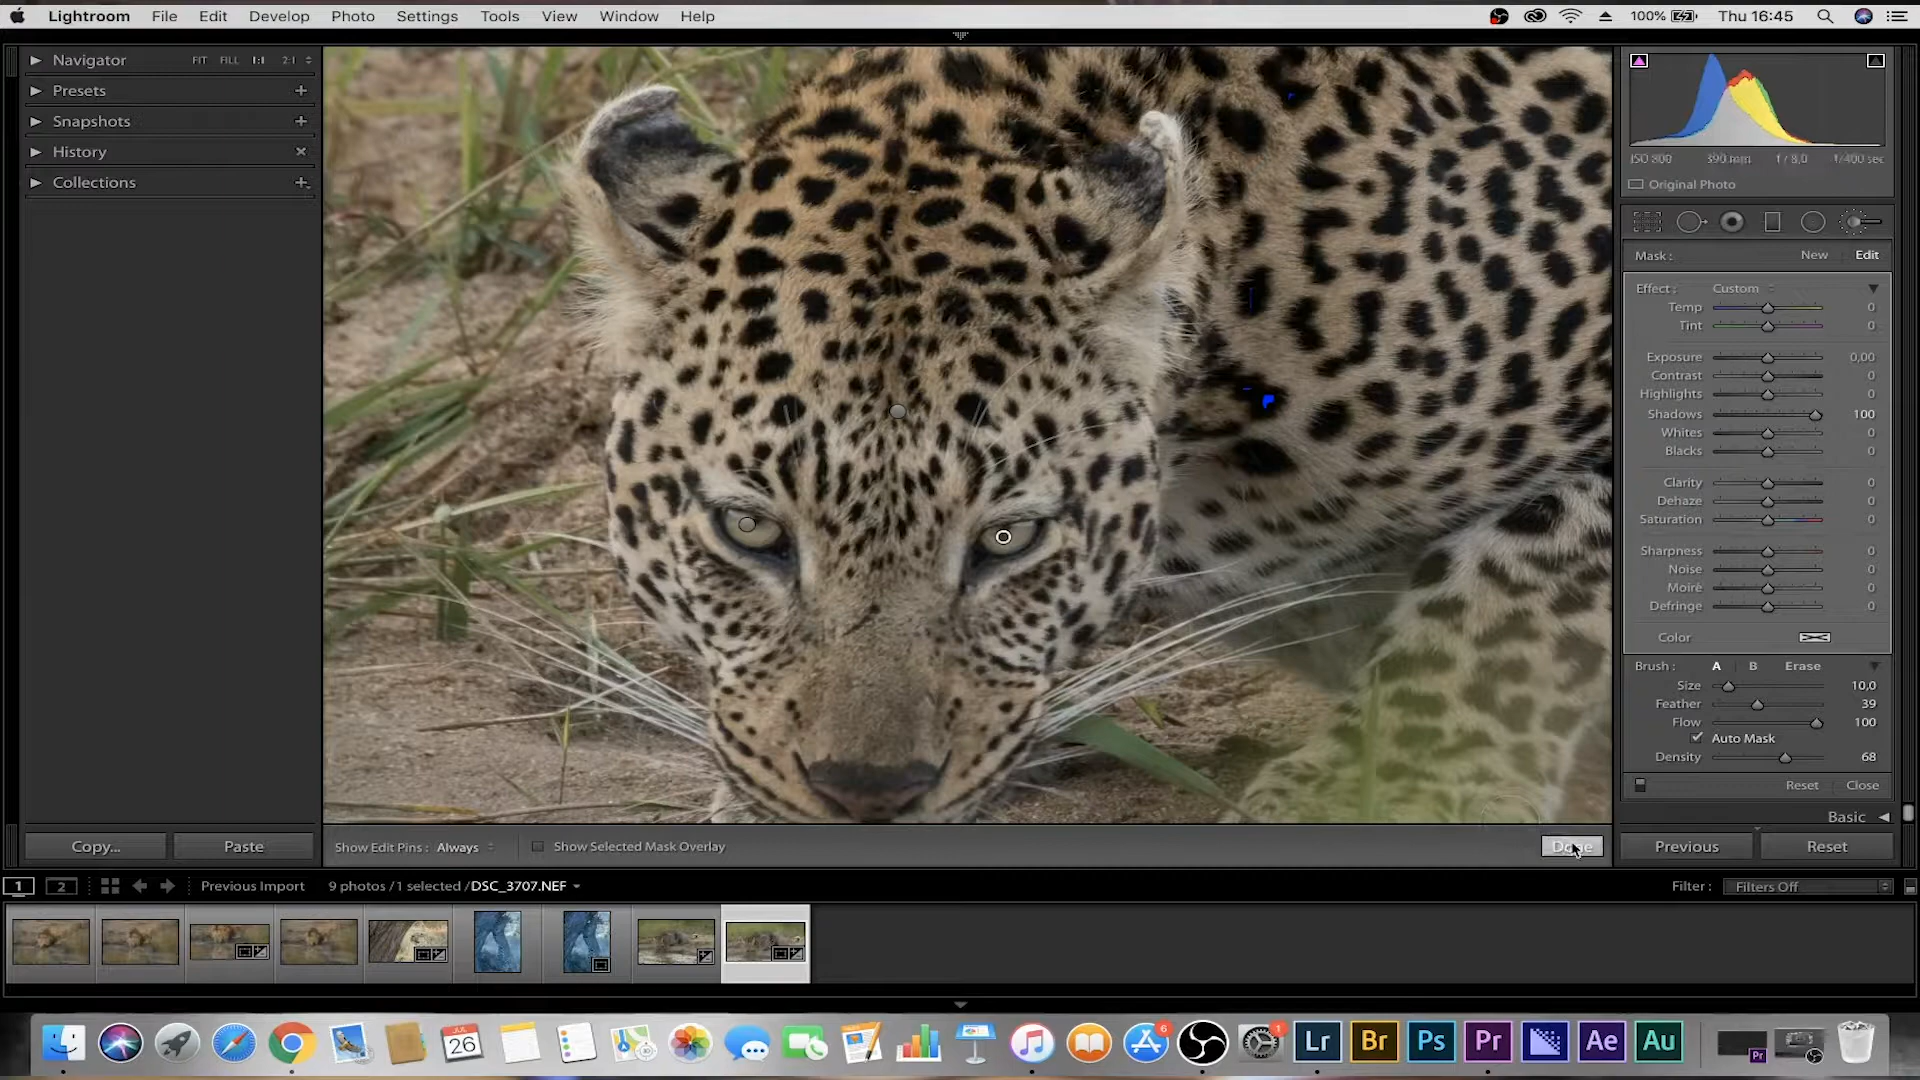 Lightroom File Edit Develop Photo Settings Tools View Window Help 100% Thu 16:45
Navigator FIT FILL 1:1 2:1
Presets
Snapshots
History
Collections
ISO 800 390 mm f / 8,0 1/400 sec
Original Photo
Mask : New Edit
Effect : Custom
Temp 0
Tint 0
Exposure 0,00
Contrast 0
Highlights 0
Shadows 100
Whites 0
Blacks 0
Clarity 0
Dehaze 0
Saturation 0
Sharpness 0
Noise 0
Moiré 0
Defringe 0
Color
Brush : A B Erase
Size 10,0
Feather 39
Flow 100
Auto Mask
Density 68
Reset Close
Basic
Copy... Paste Show Edit Pins : Always Show Selected Mask Overlay Done Previous Reset
1 2 Previous Import 9 photos / 1 selected / DSC_3707.NEF Filter : Filters Off
JUL 26 6 1 Lr Br Ps Pr Ae Au Pr